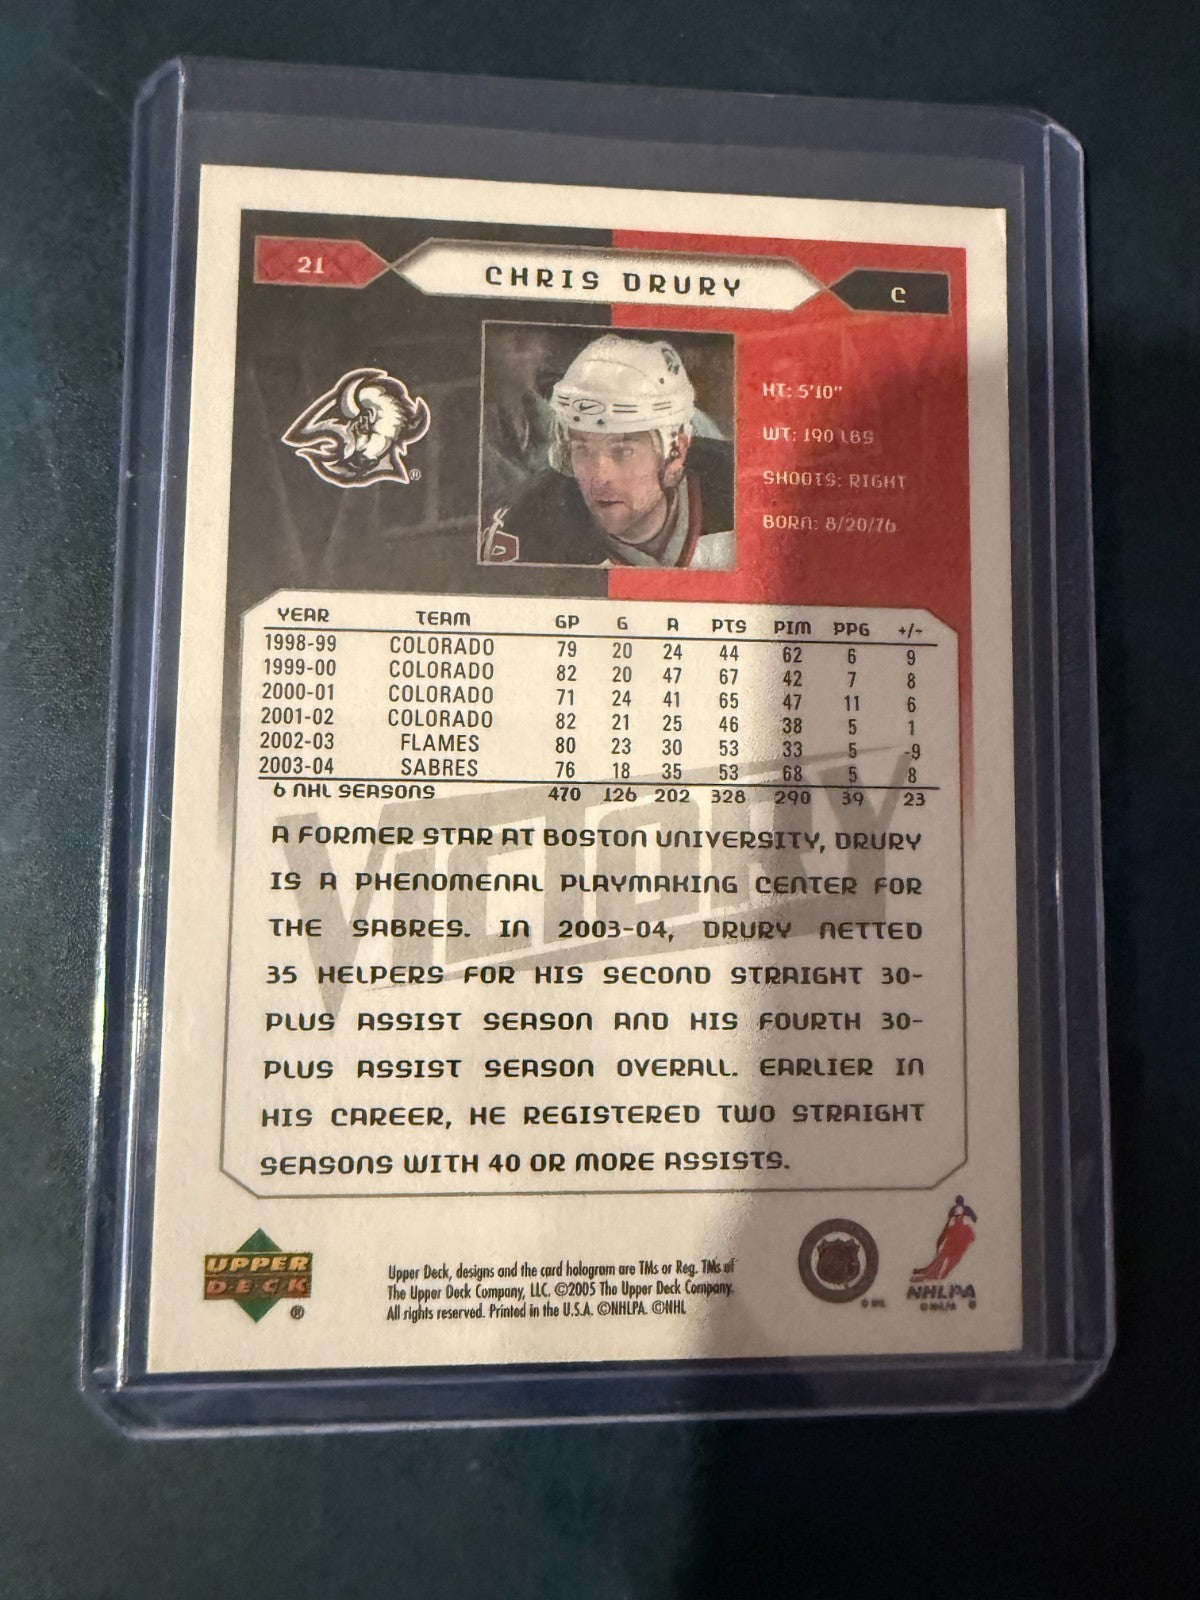 21 CHRIS DRURY C
HT: 5'10"
WT: 190 LBS
SHOOTS: RIGHT
BORN: 8/20/76
YEAR TEAM GP G A PTS PIM PPG +/-
1998-99 COLORADO 79 20 24 44 62 6 9
1999-00 COLORADO 82 20 47 67 42 7 8
2000-01 COLORADO 71 24 41 65 47 11 6
2001-02 COLORADO 82 21 25 46 38 5 1
2002-03 FLAMES 80 23 30 53 33 5 -9
2003-04 SABRES 76 18 35 53 68 5 8
6 NHL SEASONS 470 126 202 328 290 39 23
VICTORY
A FORMER STAR AT BOSTON UNIVERSITY, DRURY
IS A PHENOMENAL PLAYMAKING CENTER FOR
THE SABRES. IN 2003-04, DRURY NETTED
35 HELPERS FOR HIS SECOND STRAIGHT 30-
PLUS ASSIST SEASON AND HIS FOURTH 30-
PLUS ASSIST SEASON OVERALL. EARLIER IN
HIS CAREER, HE REGISTERED TWO STRAIGHT
SEASONS WITH 40 OR MORE ASSISTS.
UPPER
DECK
®
Upper Deck, designs and the card hologram are TMs or Reg. TMs of
The Upper Deck Company, LLC. ©2005 The Upper Deck Company.
All rights reserved. Printed in the U.S.A. ©NHLPA. ©NHL
NHLPA